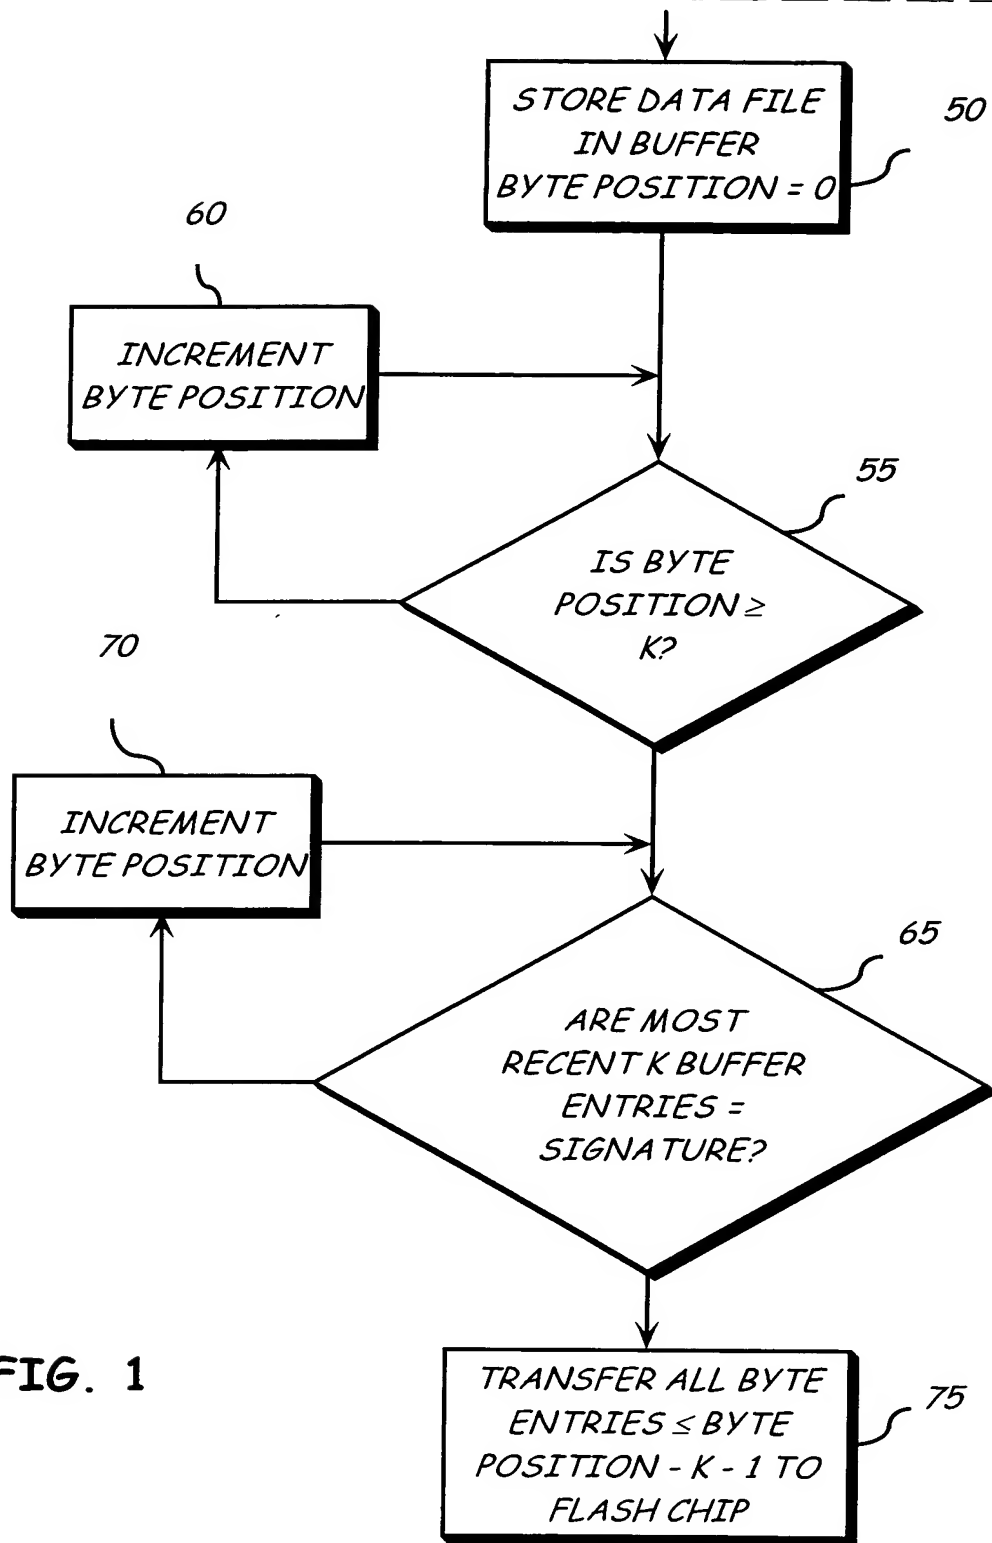 STORE DATA FILE
IN BUFFER
BYTE POSITION = 0
50
60
INCREMENT
BYTE POSITION
55
IS BYTE
POSITION ≥
K?
70
INCREMENT
BYTE POSITION
65
ARE MOST
RECENT K BUFFER
ENTRIES =
SIGNATURE?
FIG. 1
TRANSFER ALL BYTE
ENTRIES ≤ BYTE
POSITION - K - 1 TO
FLASH CHIP
75